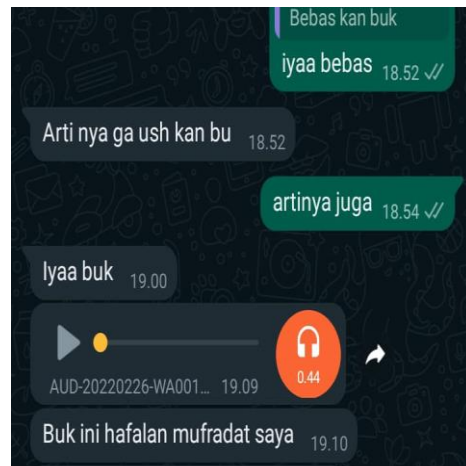 Bebas kan buk
iyaa bebas 18.52
Arti nya ga ush kan bu 18.52
artinya juga 18.54
Iyaa buk 19.00
0.44
AUD-20220226-WA001... 19.09
Buk ini hafalan mufradat saya 19.10